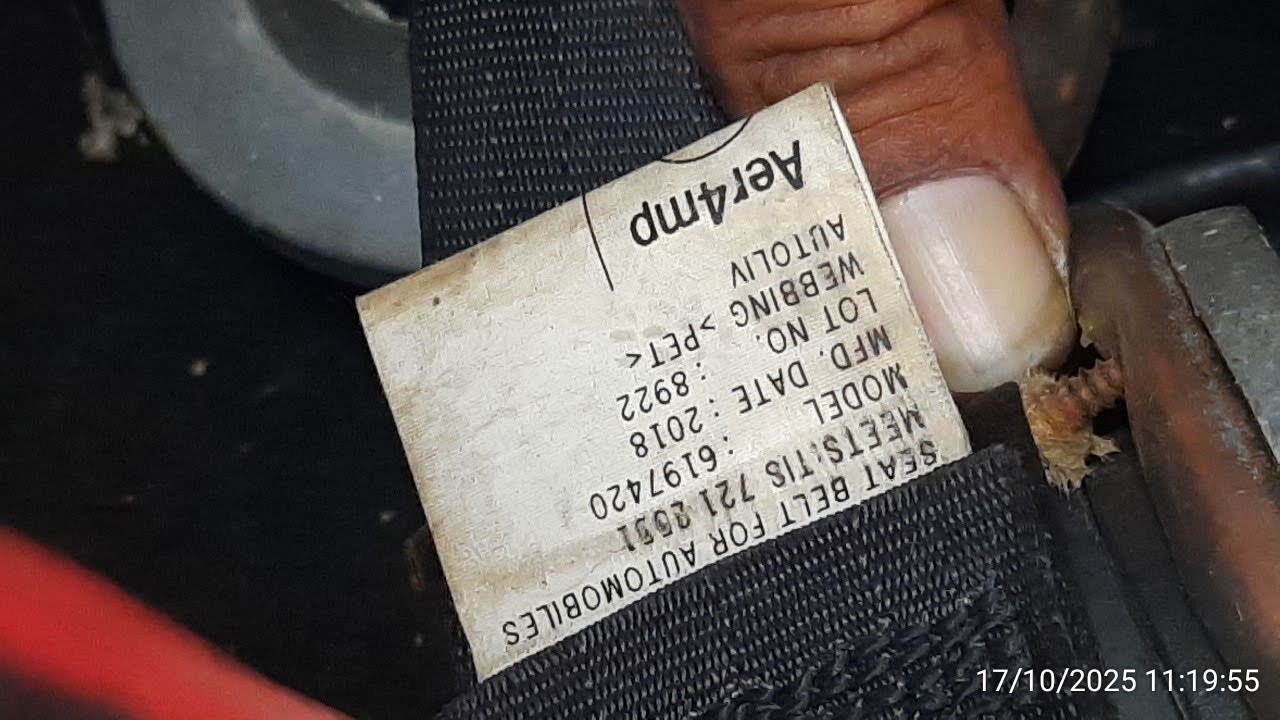 SEAT BELT FOR AUTOMOBILES
MEETS:TIS 721 2551
MODEL : 6197420
MFD. DATE : 2018
LOT NO. : 8922
WEBBING >PET<
AUTOLIV
Aer4mp
17/10/2025 11:19:55